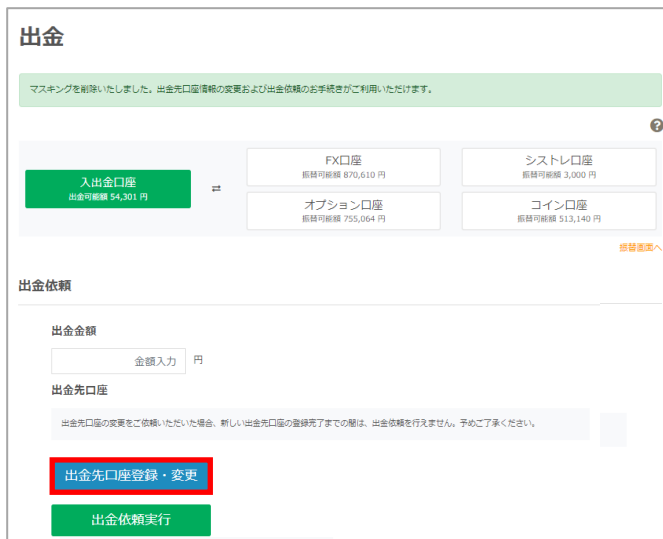 出金
マスキングを削除いたしました。出金先口座情報の変更および出金依頼のお手続きがご利用いただけます。
?
入出金口座
出金可能額 54,301 円
⇄
FX口座
振替可能額 870,610 円
シストレ口座
振替可能額 3,000 円
オプション口座
振替可能額 755,064 円
コイン口座
振替可能額 513,140 円
振替画面へ
出金依頼
出金金額
金額入力 円
出金先口座
出金先口座の変更をご依頼いただいた場合、新しい出金先口座の登録完了までの間は、出金依頼を行えません。予めご了承ください。
出金先口座登録・変更
出金依頼実行